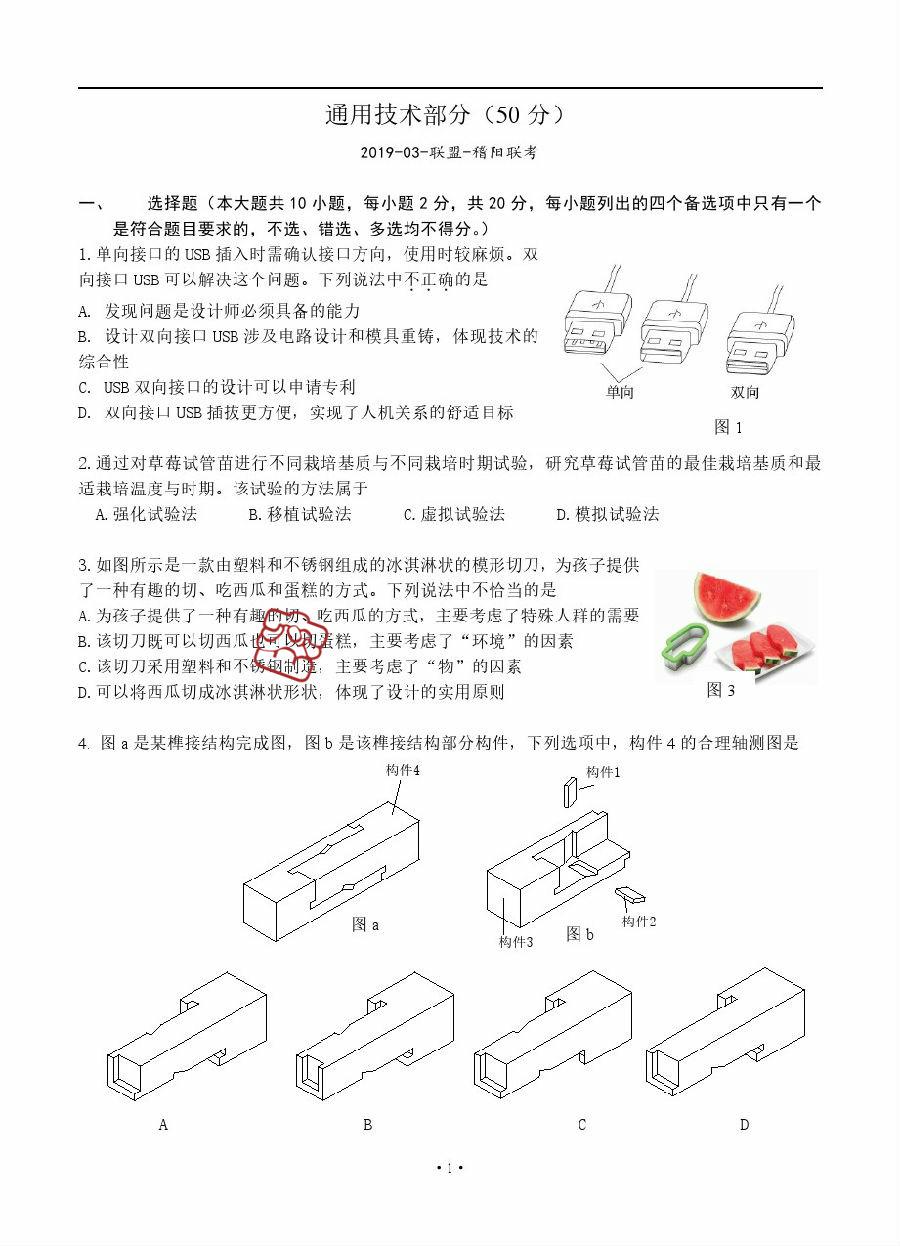 通用技术部分（50 分）
2019-03-联盟-稽阳联考
一、 选择题（本大题共 10 小题，每小题 2 分，共 20 分，每小题列出的四个备选项中只有一个
是符合题目要求的，不选、错选、多选均不得分。）
1.单向接口的 USB 插入时需确认接口方向，使用时较麻烦。双
向接口 USB 可以解决这个问题。下列说法中不正确的是
A. 发现问题是设计师必须具备的能力
B. 设计双向接口 USB 涉及电路设计和模具重铸，体现技术的
综合性
C. USB 双向接口的设计可以申请专利
D. 双向接口 USB 插拔更方便，实现了人机关系的舒适目标
单向
双向
图 1
2.通过对草莓试管苗进行不同栽培基质与不同栽培时期试验，研究草莓试管苗的最佳栽培基质和最
适栽培温度与时期。该试验的方法属于
A.强化试验法 B.移植试验法 C.虚拟试验法 D.模拟试验法
3.如图所示是一款由塑料和不锈钢组成的冰淇淋状的模形切刀，为孩子提供
了一种有趣的切、吃西瓜和蛋糕的方式。下列说法中不恰当的是
A.为孩子提供了一种有趣的切、吃西瓜的方式，主要考虑了特殊人群的需要
B.该切刀既可以切西瓜也可以切蛋糕，主要考虑了“环境”的因素
C.该切刀采用塑料和不锈钢制造，主要考虑了“物”的因素
D.可以将西瓜切成冰淇淋状形状，体现了设计的实用原则
图 3
4. 图 a 是某榫接结构完成图，图 b 是该榫接结构部分构件，下列选项中，构件 4 的合理轴测图是
构件4
构件1
图 a
构件3
图 b
构件2
A
B
C
D
·1·